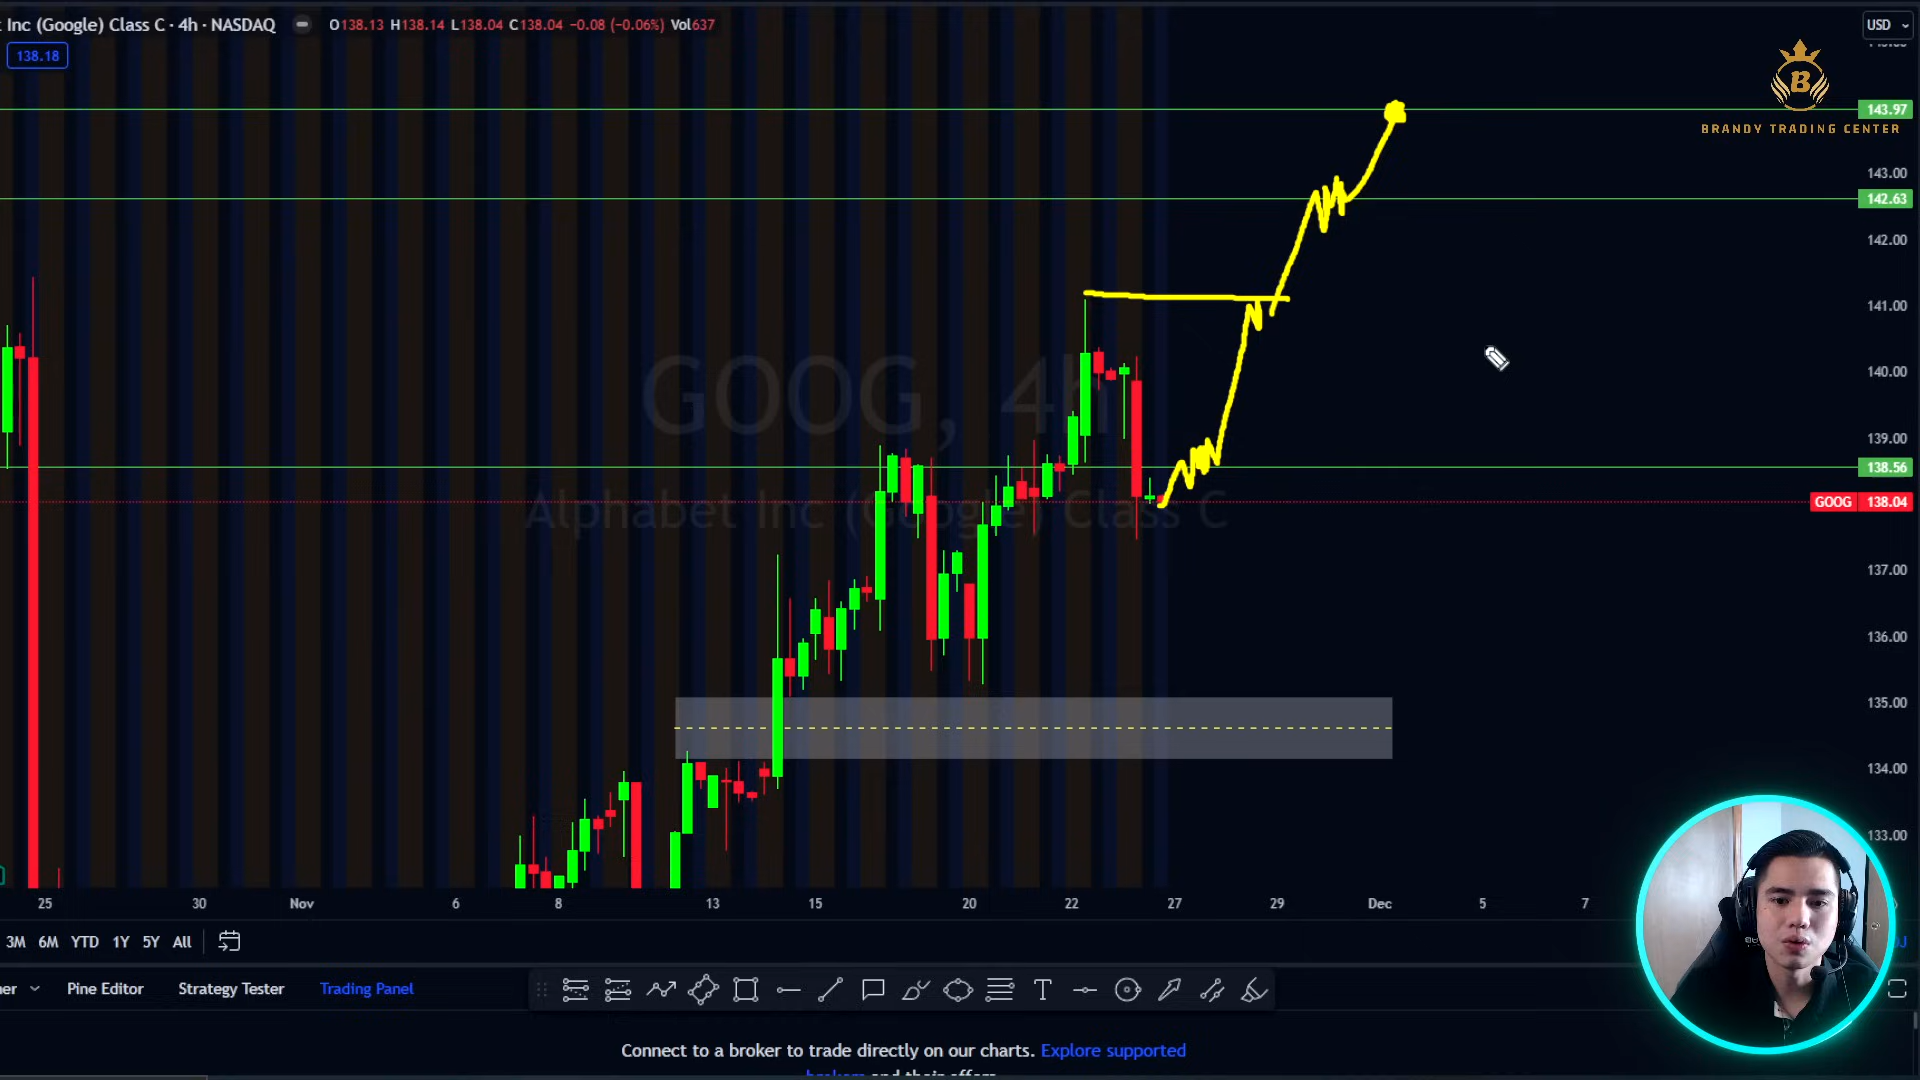 Inc (Google) Class C · 4h · NASDAQ O138.13 H138.14 L138.04 C138.04 −0.08 (−0.06%) Vol637
USD
138.18
B
BRANDY TRADING CENTER
143.97
143.00
142.63
142.00
141.00
140.00
139.00
138.56
GOOG 138.04
137.00
136.00
135.00
134.00
133.00
GOOG, 4h
Alphabet Inc (Google) Class C
25 30 Nov 6 8 13 15 20 22 27 29 Dec 5 7
3M 6M YTD 1Y 5Y All
Pine Editor Strategy Tester Trading Panel
Connect to a broker to trade directly on our charts. Explore supported